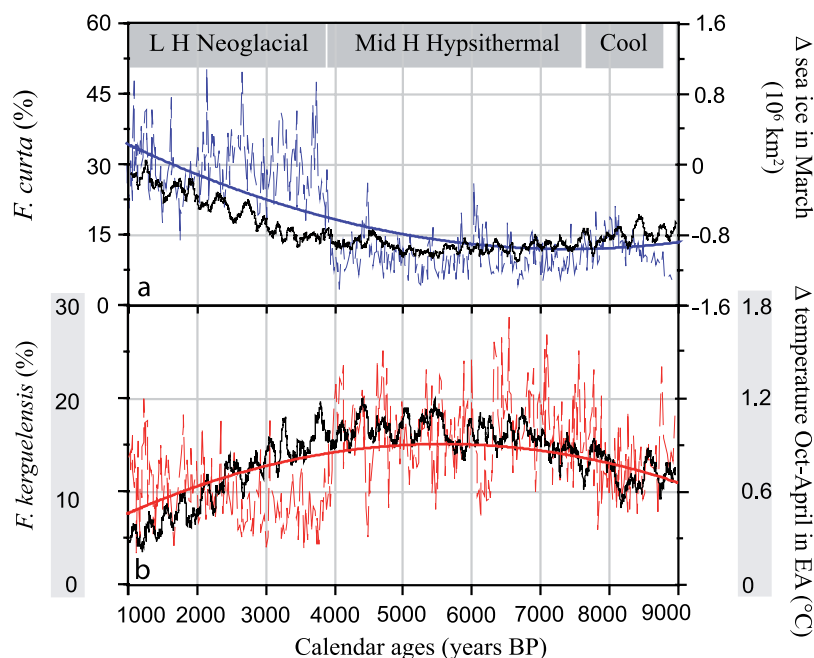 60
45
30
15
0
F. curta (%)
L H Neoglacial
Mid H Hypsithermal
Cool
1.6
0.8
0
-0.8
-1.6
Δ sea ice in March
(10⁶ km²)
a
30
20
10
0
F. kerguelensis (%)
b
1.8
1.2
0.6
0
Δ temperature Oct-April in EA (°C)
1000 2000 3000 4000 5000 6000 7000 8000 9000
Calendar ages (years BP)